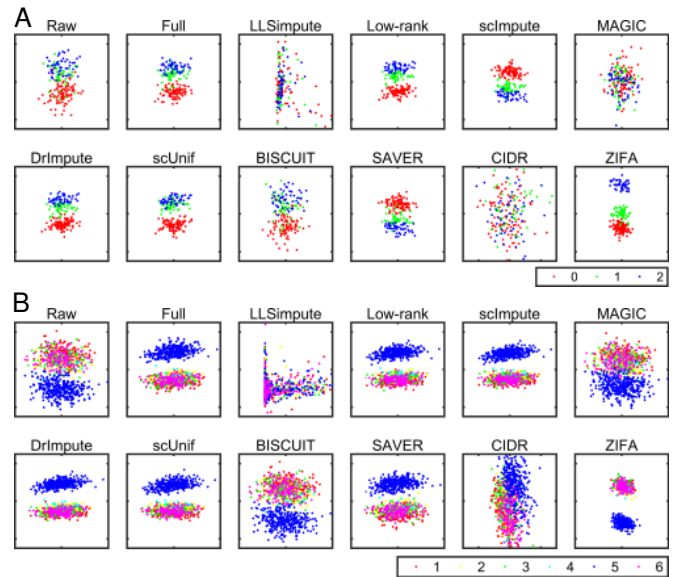 A
Raw Full LLSimpute Low-rank scImpute MAGIC
DrImpute scUnif BISCUIT SAVER CIDR ZIFA
0 1 2
B
Raw Full LLSimpute Low-rank scImpute MAGIC
DrImpute scUnif BISCUIT SAVER CIDR ZIFA
1 2 3 4 5 6